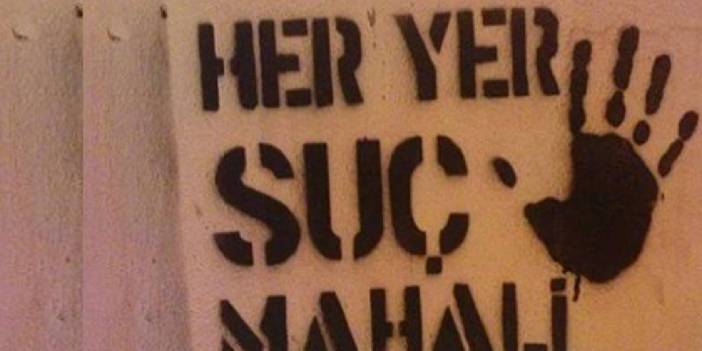 HER YER
SUÇ
MAHALİ